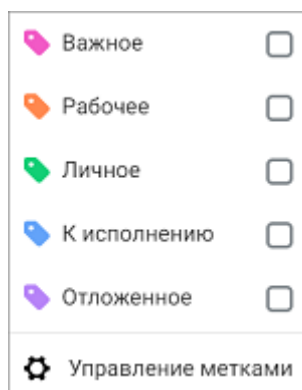 Важное
Рабочее
Личное
К исполнению
Отложенное
Управление метками